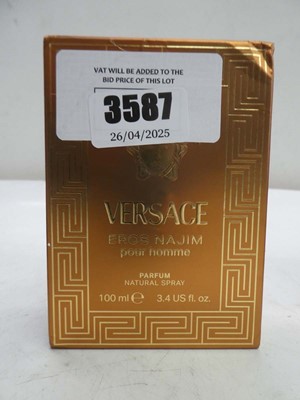 VAT WILL BE ADDED TO THE
BID PRICE OF THIS LOT
3587
26/04/2025
VERSACE
EROS NAJIM
pour homme
PARFUM
NATURAL SPRAY
100 ml ℮ 3.4 US fl. oz.